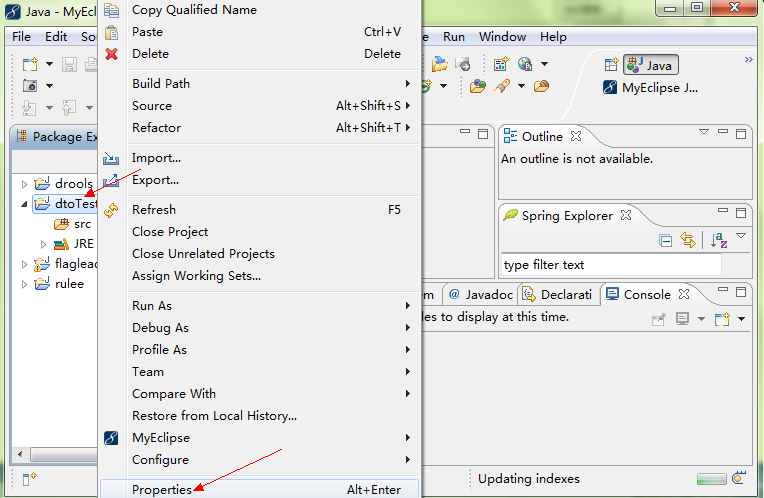 Java - MyEcl
File Edit So
Package Ex
drools
dtoTest
src
JRE
flaglead
rulee
Copy Qualified Name
Paste Ctrl+V
Delete Delete
Build Path
Source Alt+Shift+S
Refactor Alt+Shift+T
Import...
Export...
Refresh F5
Close Project
Close Unrelated Projects
Assign Working Sets...
Run As
Debug As
Profile As
Team
Compare With
Restore from Local History...
MyEclipse
Configure
Properties Alt+Enter
e Run Window Help
Java
MyEclipse J...
Outline
An outline is not available.
Spring Explorer
type filter text
em @ Javadoc Declarati Console
les to display at this time.
Updating indexes